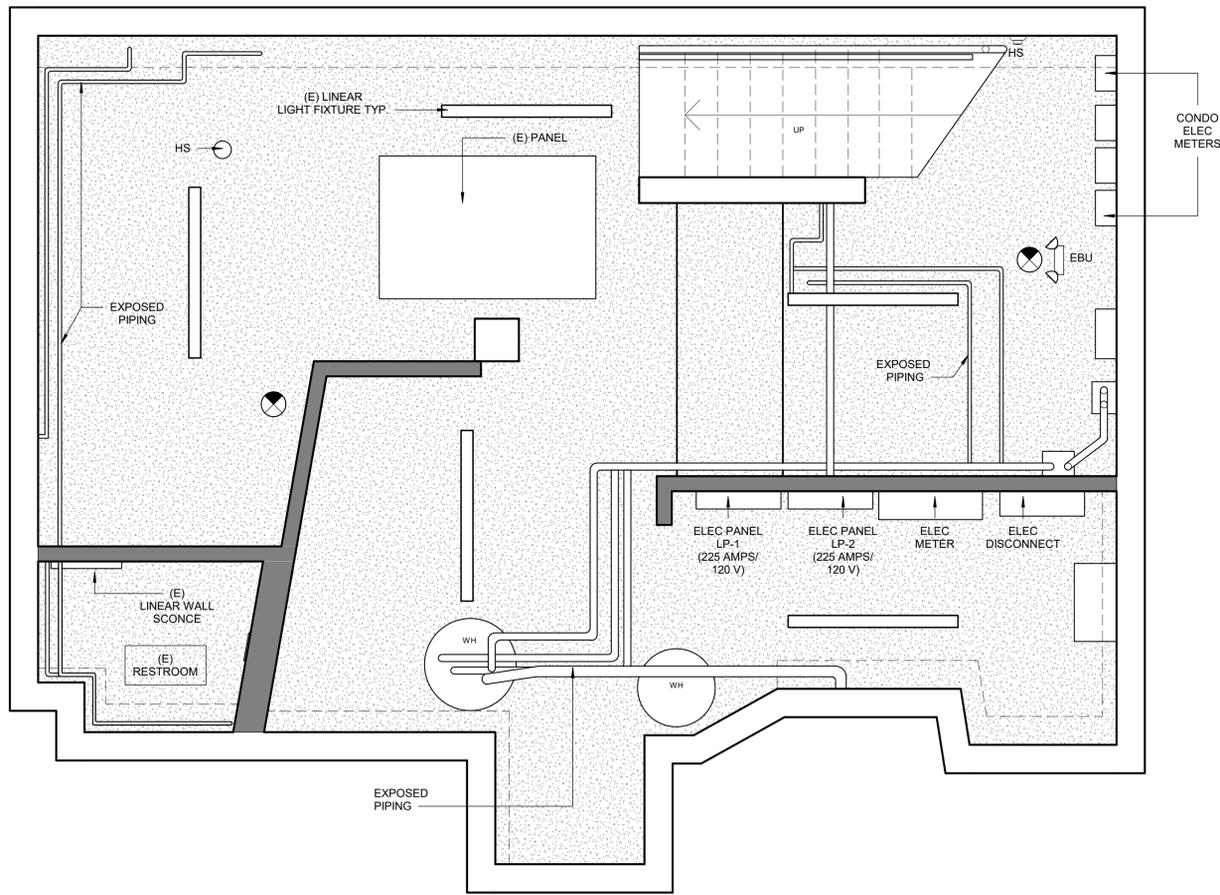 HS
(E) LINEAR
LIGHT FIXTURE TYP.
(E) PANEL
HS
UP
CONDO
ELEC
METERS
EBU
EXPOSED
PIPING
EXPOSED
PIPING
ELEC PANEL
LP-1
(225 AMPS/
120 V)
ELEC PANEL
LP-2
(225 AMPS/
120 V)
ELEC
METER
ELEC
DISCONNECT
(E)
LINEAR WALL
SCONCE
(E)
RESTROOM
WH
WH
EXPOSED
PIPING